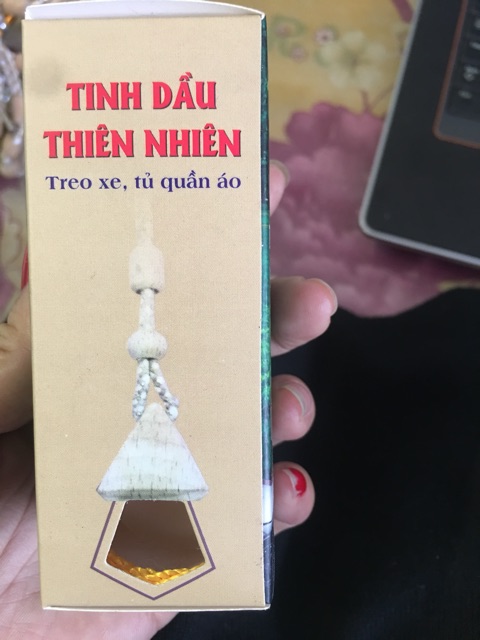 TINH DẦU
THIÊN NHIÊN
Treo xe, tủ quần áo